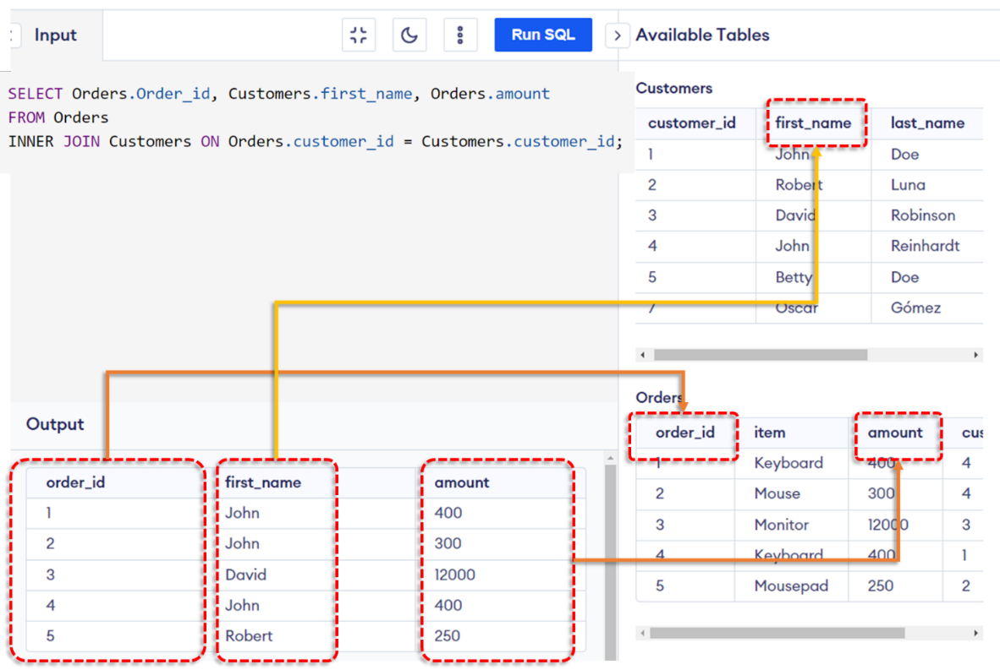 Input
Run SQL
Available Tables
SELECT Orders.Order_id, Customers.first_name, Orders.amount
FROM Orders
INNER JOIN Customers ON Orders.customer_id = Customers.customer_id;
Customers
customer_id first_name last_name
1 John Doe
2 Robert Luna
3 David Robinson
4 John Reinhardt
5 Betty Doe
7 Oscar Gómez
Orders
order_id item amount cus
1 Keyboard 400 4
2 Mouse 300 4
3 Monitor 12000 3
4 Keyboard 400 1
5 Mousepad 250 2
Output
order_id first_name amount
1 John 400
2 John 300
3 David 12000
4 John 400
5 Robert 250